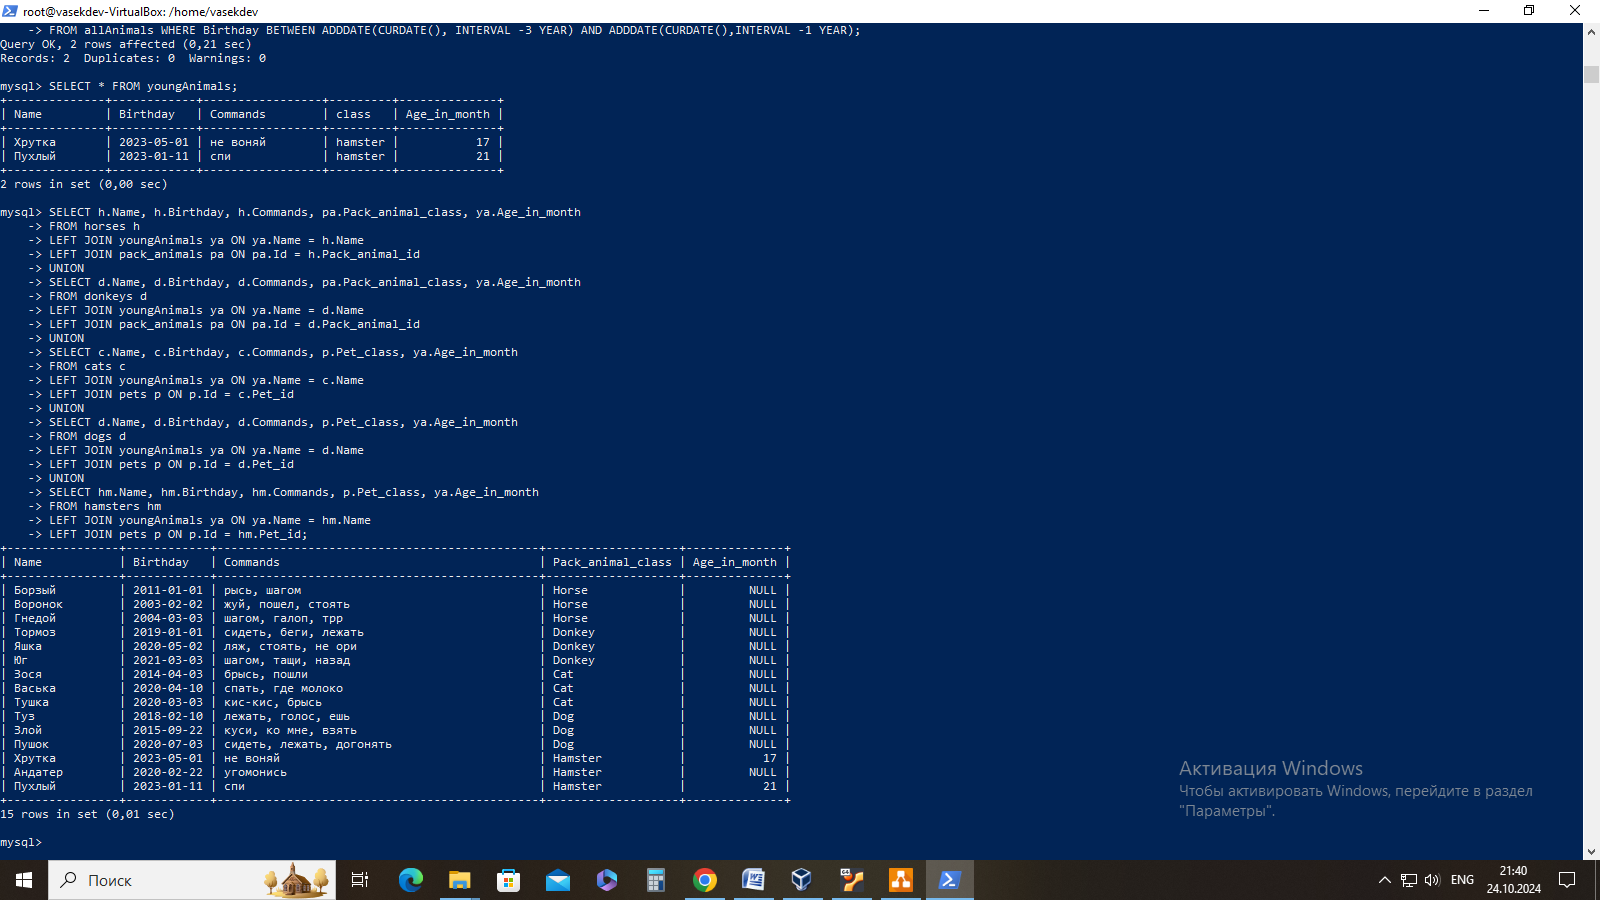 root@vasekdev-VirtualBox: /home/vasekdev
-> FROM allAnimals WHERE Birthday BETWEEN ADDDATE(CURDATE(), INTERVAL -3 YEAR) AND ADDDATE(CURDATE(),INTERVAL -1 YEAR);
Query OK, 2 rows affected (0,21 sec)
Records: 2  Duplicates: 0  Warnings: 0
mysql> SELECT * FROM youngAnimals;
+--------------+------------+-----------------+---------+--------------+
| Name         | Birthday   | Commands        | class   | Age_in_month |
+--------------+------------+-----------------+---------+--------------+
| Хрутка       | 2023-05-01 | не воняй        | hamster |           17 |
| Пухлый       | 2023-01-11 | спи             | hamster |           21 |
+--------------+------------+-----------------+---------+--------------+
2 rows in set (0,00 sec)
mysql> SELECT h.Name, h.Birthday, h.Commands, pa.Pack_animal_class, ya.Age_in_month
-> FROM horses h
-> LEFT JOIN youngAnimals ya ON ya.Name = h.Name
-> LEFT JOIN pack_animals pa ON pa.Id = h.Pack_animal_id
-> UNION
-> SELECT d.Name, d.Birthday, d.Commands, pa.Pack_animal_class, ya.Age_in_month
-> FROM donkeys d
-> LEFT JOIN youngAnimals ya ON ya.Name = d.Name
-> LEFT JOIN pack_animals pa ON pa.Id = d.Pack_animal_id
-> UNION
-> SELECT c.Name, c.Birthday, c.Commands, p.Pet_class, ya.Age_in_month
-> FROM cats c
-> LEFT JOIN youngAnimals ya ON ya.Name = c.Name
-> LEFT JOIN pets p ON p.Id = c.Pet_id
-> UNION
-> SELECT d.Name, d.Birthday, d.Commands, p.Pet_class, ya.Age_in_month
-> FROM dogs d
-> LEFT JOIN youngAnimals ya ON ya.Name = d.Name
-> LEFT JOIN pets p ON p.Id = d.Pet_id
-> UNION
-> SELECT hm.Name, hm.Birthday, hm.Commands, p.Pet_class, ya.Age_in_month
-> FROM hamsters hm
-> LEFT JOIN youngAnimals ya ON ya.Name = hm.Name
-> LEFT JOIN pets p ON p.Id = hm.Pet_id;
+----------------+------------+----------------------------------------------+-------------------+--------------+
| Name           | Birthday   | Commands                                     | Pack_animal_class | Age_in_month |
+----------------+------------+----------------------------------------------+-------------------+--------------+
| Борзый         | 2011-01-01 | рысь, шагом                                  | Horse             |         NULL |
| Воронок        | 2003-02-02 | жуй, пошел, стоять                           | Horse             |         NULL |
| Гнедой         | 2004-03-03 | шагом, галоп, трр                            | Horse             |         NULL |
| Тормоз         | 2019-01-01 | сидеть, беги, лежать                         | Donkey            |         NULL |
| Яшка           | 2020-05-02 | ляж, стоять, не ори                          | Donkey            |         NULL |
| Юг             | 2021-03-03 | шагом, тащи, назад                           | Donkey            |         NULL |
| Зося           | 2014-04-03 | брысь, пошли                                 | Cat               |         NULL |
| Васька         | 2020-04-10 | спать, где молоко                            | Cat               |         NULL |
| Тушка          | 2020-03-03 | кис-кис, брысь                               | Cat               |         NULL |
| Туз            | 2018-02-10 | лежать, голос, ешь                           | Dog               |         NULL |
| Злой           | 2015-09-22 | куси, ко мне, взять                          | Dog               |         NULL |
| Пушок          | 2020-07-03 | сидеть, лежать, догонять                     | Dog               |         NULL |
| Хрутка         | 2023-05-01 | не воняй                                     | Hamster           |           17 |
| Андатер        | 2020-02-22 | угомонись                                    | Hamster           |         NULL |
| Пухлый         | 2023-01-11 | спи                                          | Hamster           |           21 |
+----------------+------------+----------------------------------------------+-------------------+--------------+
15 rows in set (0,01 sec)
mysql>
Активация Windows
Чтобы активировать Windows, перейдите в раздел
"Параметры".
Поиск
ENG
21:40
24.10.2024